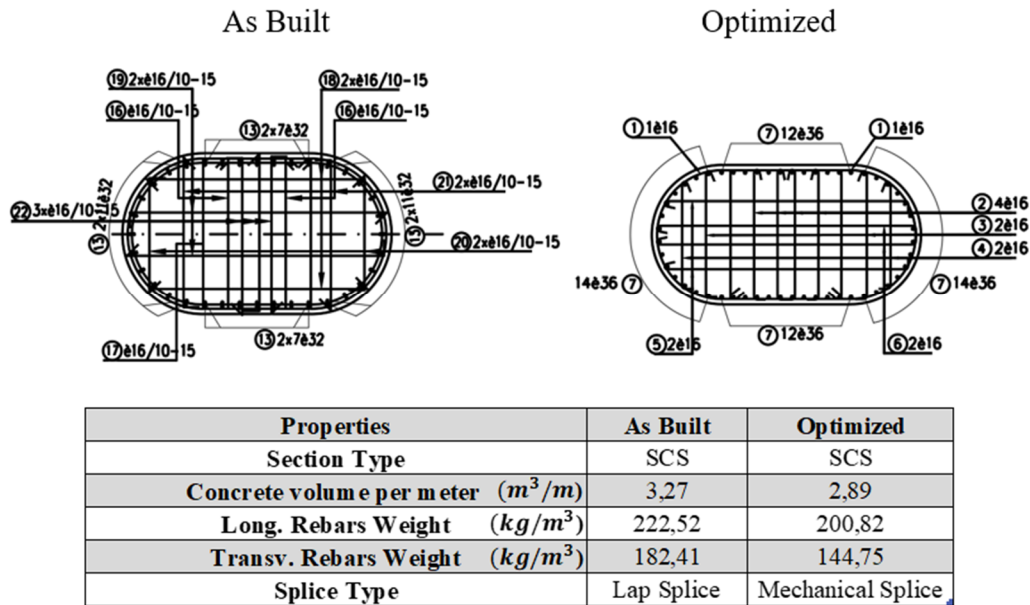 As Built
Optimized
⑲2xè16/10-15
⑱2xè16/10-15
⑯è16/10-15
⑯è16/10-15
⑬2x7è32
㉑2xè16/10-15
㉒3xè16/10-15
⑬2x11è32
⑬2x11è32
⑳2xè16/10-15
⑰è16/10-15
⑬2x7è32
①1è16
⑦12è36
①1è16
②4è16
③2è16
④2è16
14è36⑦
⑦14è36
⑤2è16
⑦12è36
⑥2è16
Properties As Built Optimized
Section Type SCS SCS
Concrete volume per meter (m³/m) 3,27 2,89
Long. Rebars Weight (kg/m³) 222,52 200,82
Transv. Rebars Weight (kg/m³) 182,41 144,75
Splice Type Lap Splice Mechanical Splice